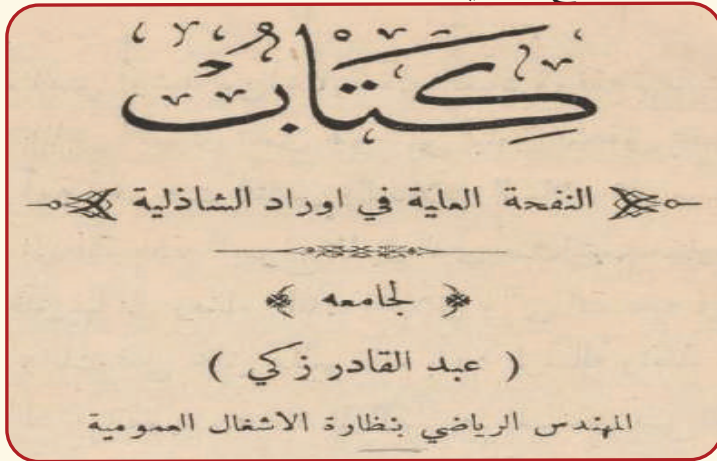 كتاب
النفحة العلية في اوراد الشاذلية
لجامعه
( عبد القادر زكي )
المهندس الرياضي بنظارة الاشغال العمومية